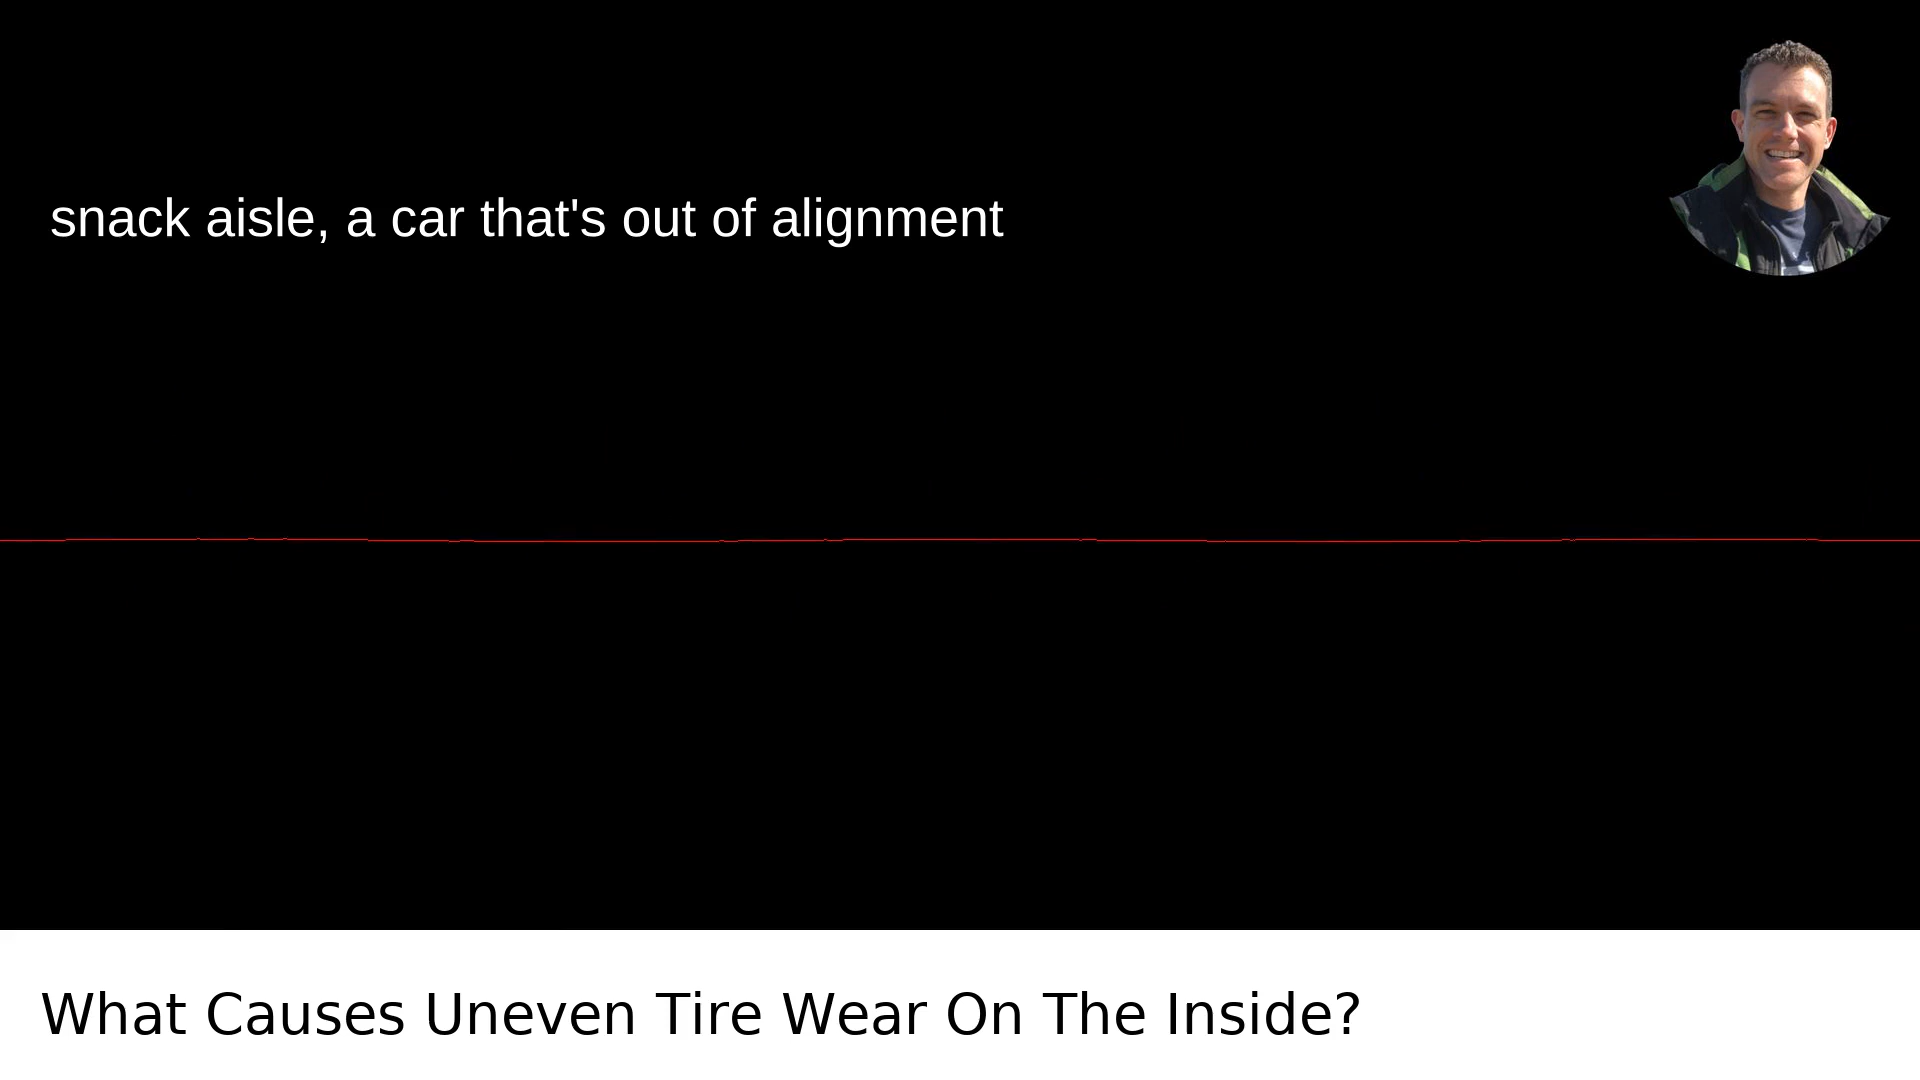 snack aisle, a car that's out of alignment
What Causes Uneven Tire Wear On The Inside?